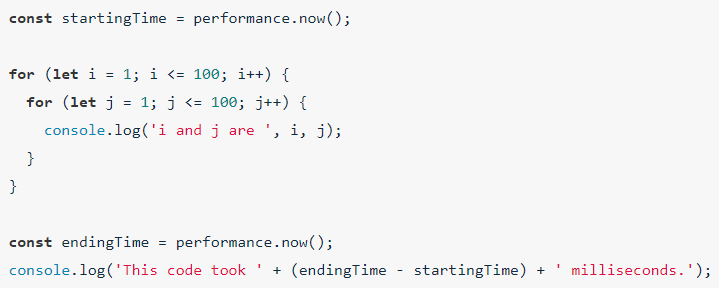 const startingTime = performance.now();
for (let i = 1; i <= 100; i++) {
  for (let j = 1; j <= 100; j++) {
    console.log('i and j are ', i, j);
  }
}
const endingTime = performance.now();
console.log('This code took ' + (endingTime - startingTime) + ' milliseconds.');